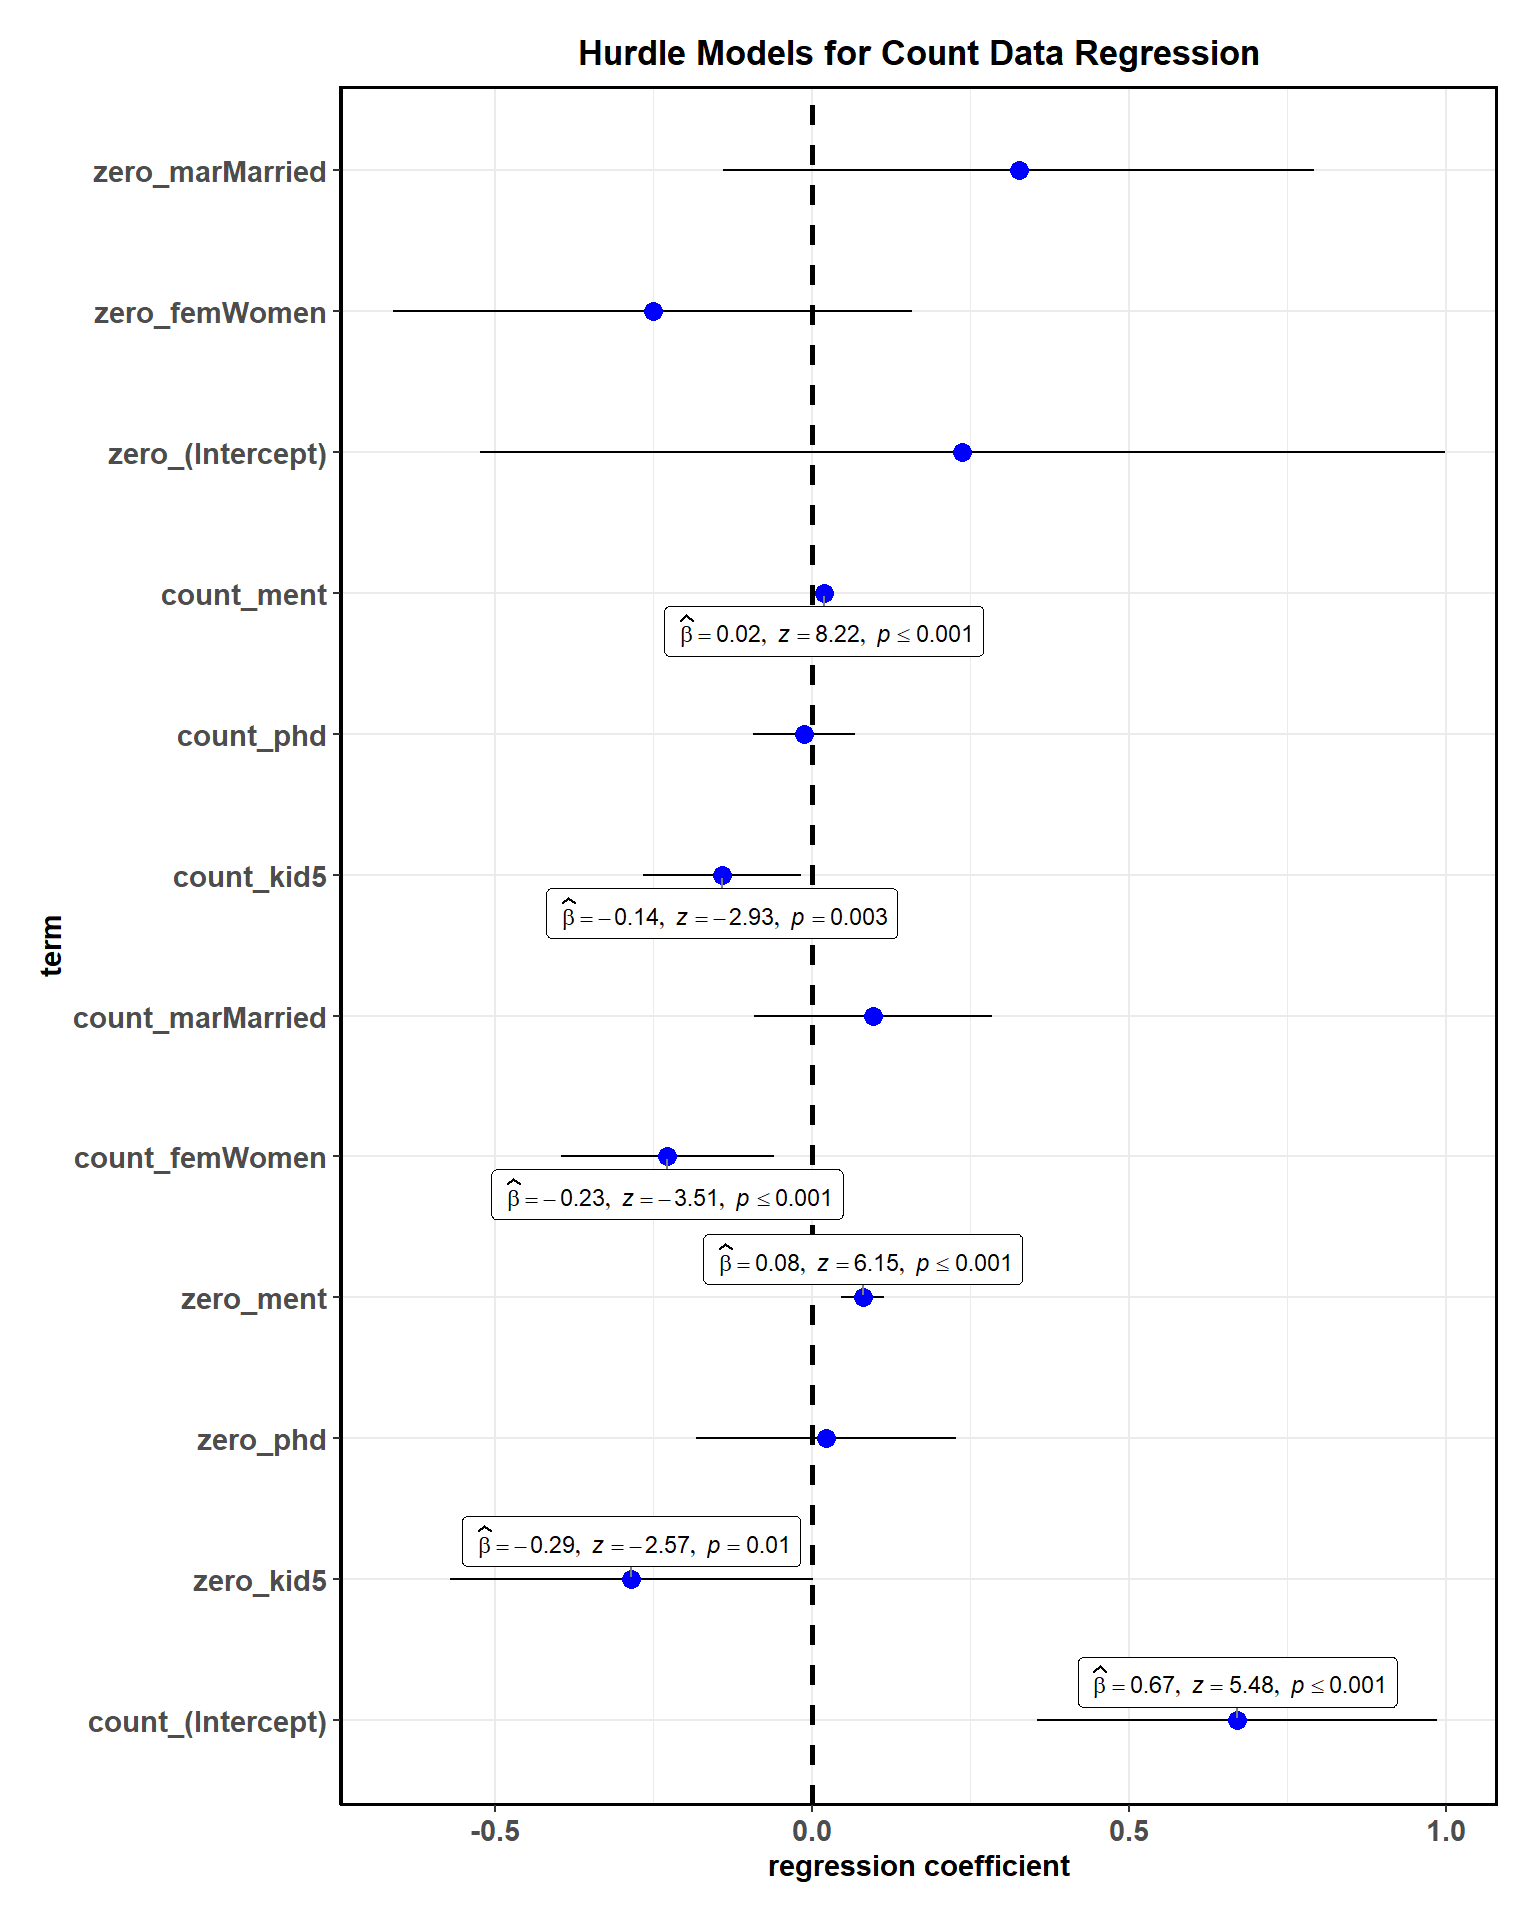 Hurdle Models for Count Data Regression
zero_marMarried
zero_femWomen
zero_(Intercept)
count_ment
β̂ = 0.02, z = 8.22, p ≤ 0.001
count_phd
count_kid5
β̂ = −0.14, z = −2.93, p = 0.003
term
count_marMarried
count_femWomen
β̂ = −0.23, z = −3.51, p ≤ 0.001
β̂ = 0.08, z = 6.15, p ≤ 0.001
zero_ment
zero_phd
β̂ = −0.29, z = −2.57, p = 0.01
zero_kid5
β̂ = 0.67, z = 5.48, p ≤ 0.001
count_(Intercept)
-0.5 0.0 0.5 1.0
regression coefficient